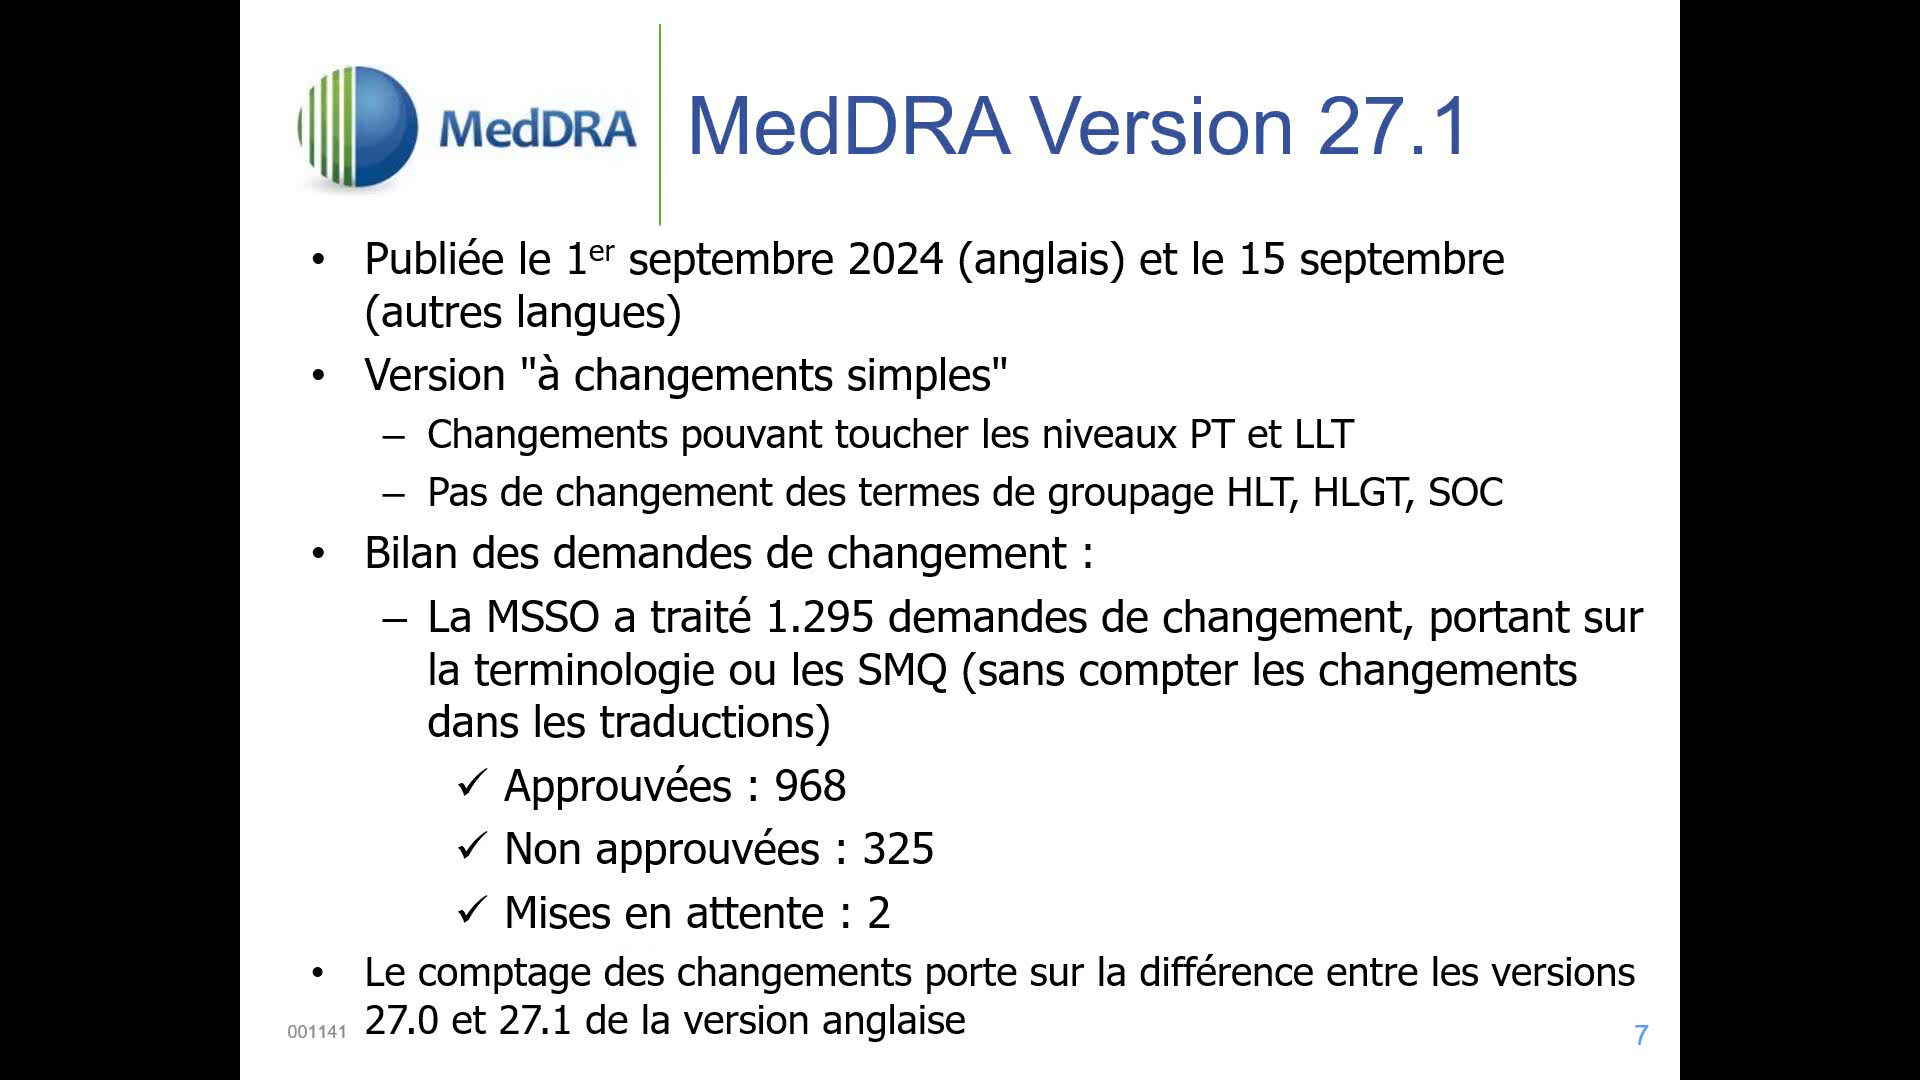 MedDRA
MedDRA Version 27.1
• Publiée le 1er septembre 2024 (anglais) et le 15 septembre
(autres langues)
• Version "à changements simples"
– Changements pouvant toucher les niveaux PT et LLT
– Pas de changement des termes de groupage HLT, HLGT, SOC
• Bilan des demandes de changement :
– La MSSO a traité 1.295 demandes de changement, portant sur
la terminologie ou les SMQ (sans compter les changements
dans les traductions)
✓ Approuvées : 968
✓ Non approuvées : 325
✓ Mises en attente : 2
• Le comptage des changements porte sur la différence entre les versions
27.0 et 27.1 de la version anglaise
001141
7